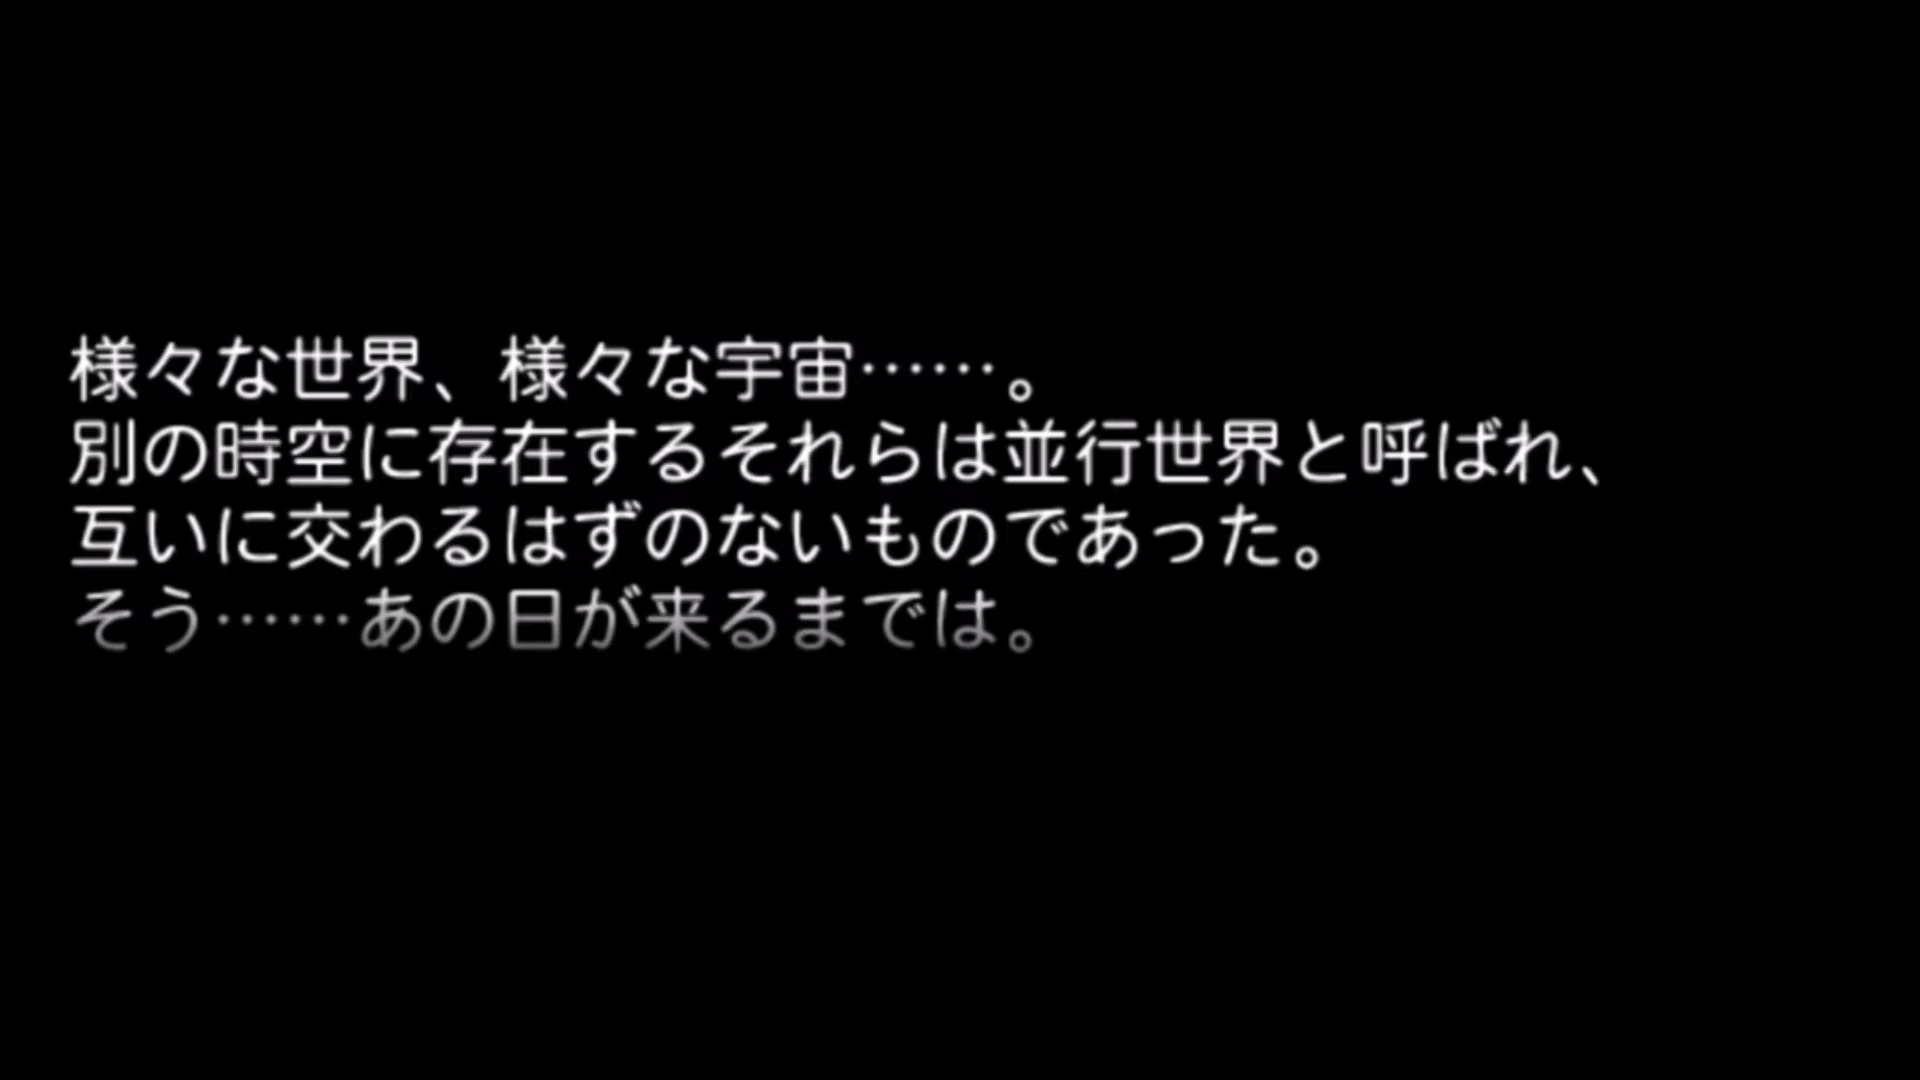 様々な世界、様々な宇宙……。
別の時空に存在するそれらは並行世界と呼ばれ、
互いに交わるはずのないものであった。
そう……あの日が来るまでは。